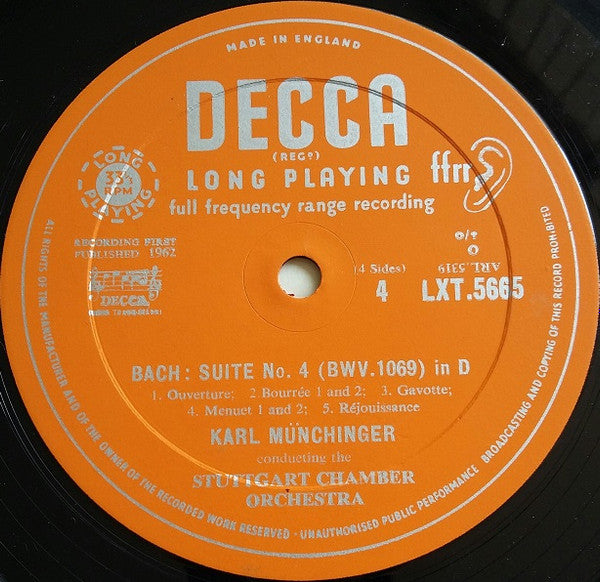 MADE IN ENGLAND
DECCA
(REGD)
LONG PLAYING
ffrr
full frequency range recording
LONG PLAYING
33⅓
RPM
RECORDING FIRST
PUBLISHED 1962
DECCA
(4 Sides)
4
O/T
O
ARL.5319
LXT.5665
BACH: SUITE No. 4 (BWV.1069) in D
1. Ouverture; 2 Bourrée 1 and 2; 3. Gavotte;
4. Menuet 1 and 2; 5. Réjouissance
KARL MÜNCHINGER
conducting the
STUTTGART CHAMBER
ORCHESTRA
ALL RIGHTS OF THE MANUFACTURER AND OF THE OWNER OF THE RECORDED WORK RESERVED · UNAUTHORISED PUBLIC PERFORMANCE BROADCASTING AND COPYING OF THIS RECORD PROHIBITED